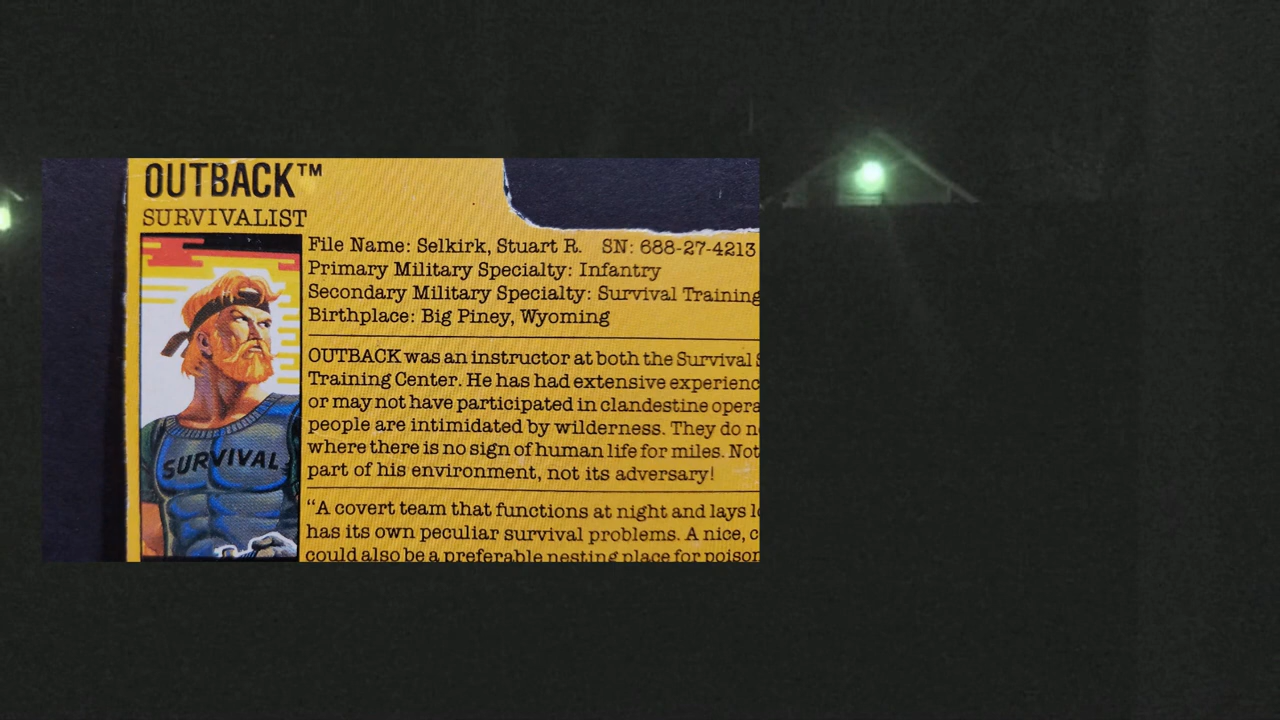 OUTBACK™
SURVIVALIST
File Name: Selkirk, Stuart R. SN: 688-27-4213
Primary Military Specialty: Infantry
Secondary Military Specialty: Survival Training
Birthplace: Big Piney, Wyoming
OUTBACK was an instructor at both the Survival
Training Center. He has had extensive
or may not have participated in clandestine
people are intimidated by wilderness. They do
where there is no sign of human life for miles.
part of his environment, not its adversary!
"A covert team that functions at night and lays
has its own peculiar survival problems. A nice,
could also be a preferable nesting place for
SURVIVAL